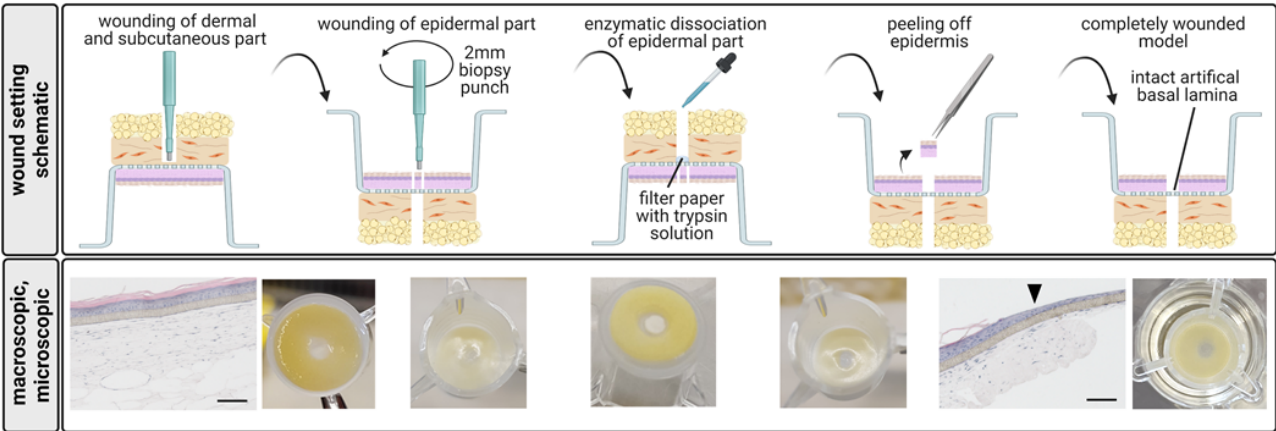 wound setting
schematic
wounding of dermal
and subcutaneous part
wounding of epidermal part
2mm
biopsy
punch
enzymatic dissociation
of epidermal part
filter paper
with trypsin
solution
peeling off
epidermis
completely wounded
model
intact artifical
basal lamina
macroscopic,
microscopic